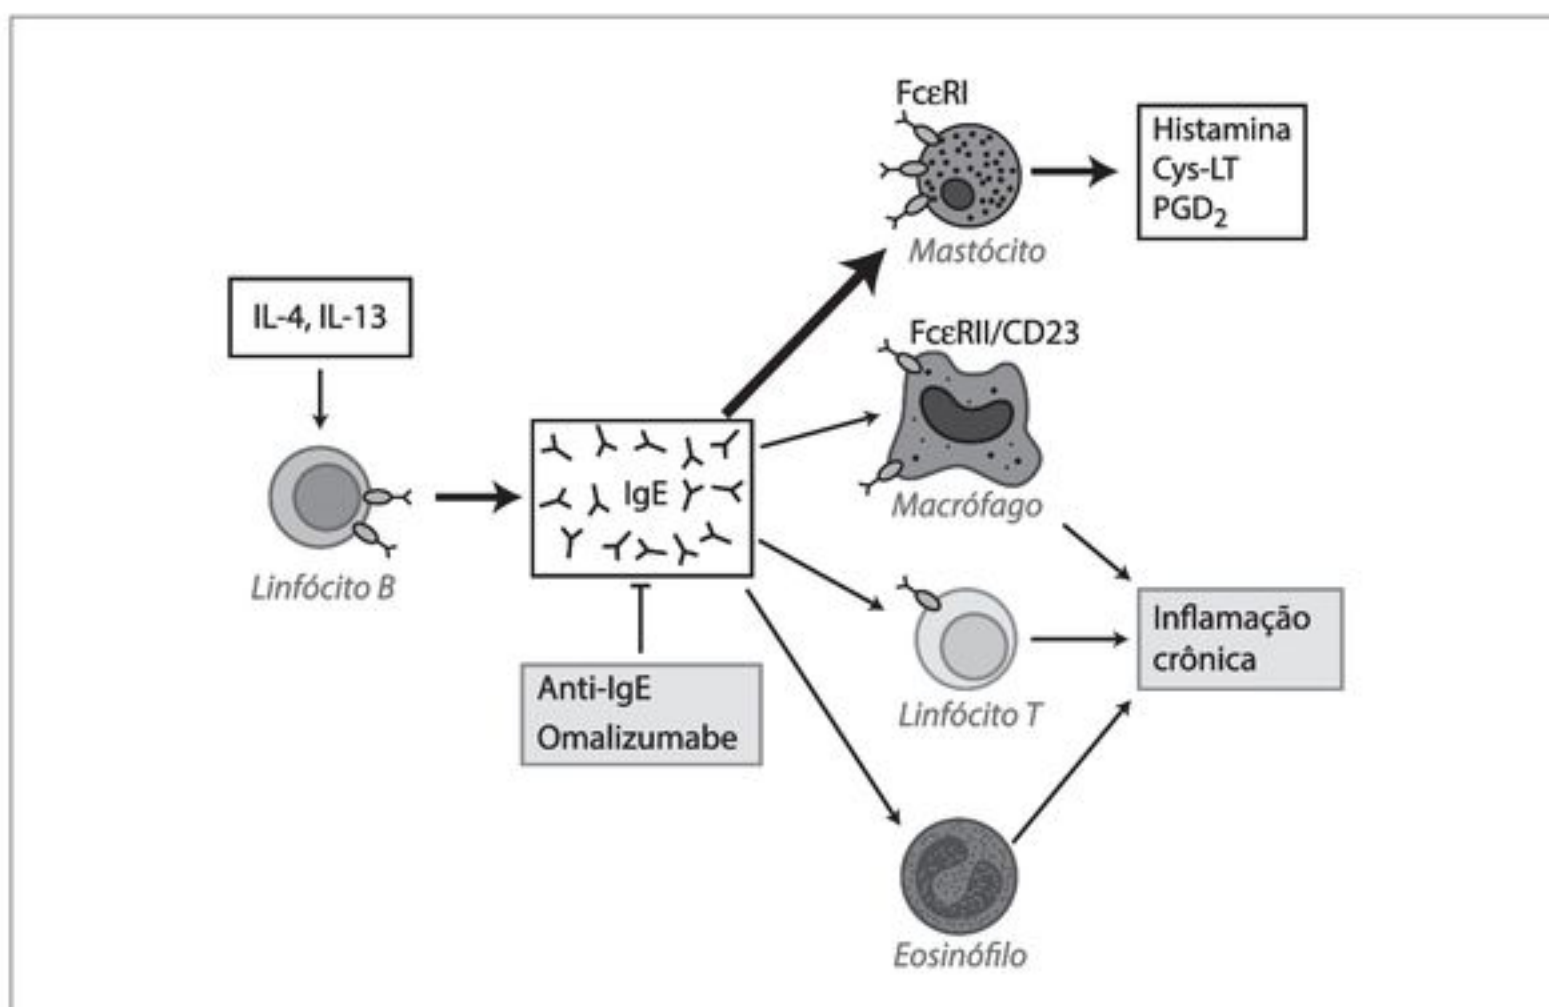 FcεRI
Histamina
Cys-LT
PGD₂
Mastócito
IL-4, IL-13
FcεRII/CD23
IgE
Macrófago
Linfócito B
Anti-IgE
Omalizumabe
Linfócito T
Inflamação
crônica
Eosinófilo